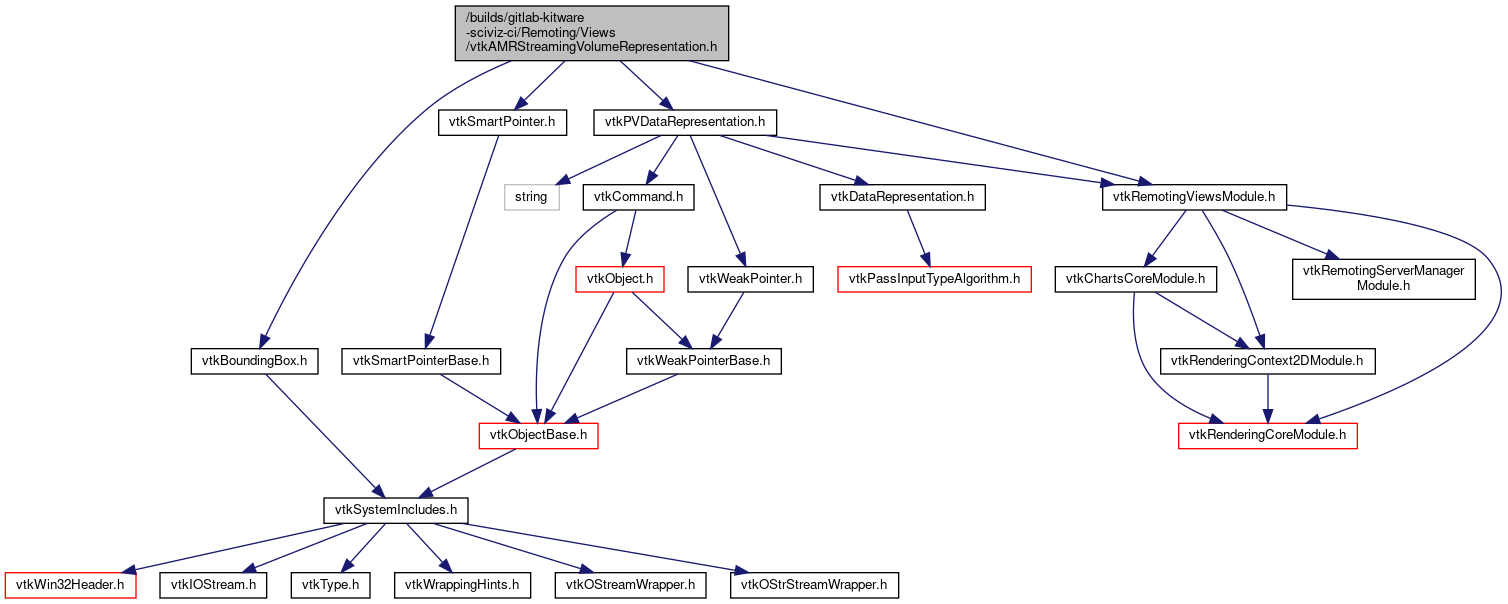 /builds/gitlab-kitware
-sciviz-ci/Remoting/Views
/vtkAMRStreamingVolumeRepresentation.h
vtkSmartPointer.h
vtkPVDataRepresentation.h
string
vtkCommand.h
vtkDataRepresentation.h
vtkRemotingViewsModule.h
vtkObject.h
vtkWeakPointer.h
vtkPassInputTypeAlgorithm.h
vtkChartsCoreModule.h
vtkRemotingServerManager
Module.h
vtkBoundingBox.h
vtkSmartPointerBase.h
vtkWeakPointerBase.h
vtkRenderingContext2DModule.h
vtkObjectBase.h
vtkRenderingCoreModule.h
vtkSystemIncludes.h
vtkWin32Header.h
vtkIOStream.h
vtkType.h
vtkWrappingHints.h
vtkOStreamWrapper.h
vtkOStrStreamWrapper.h